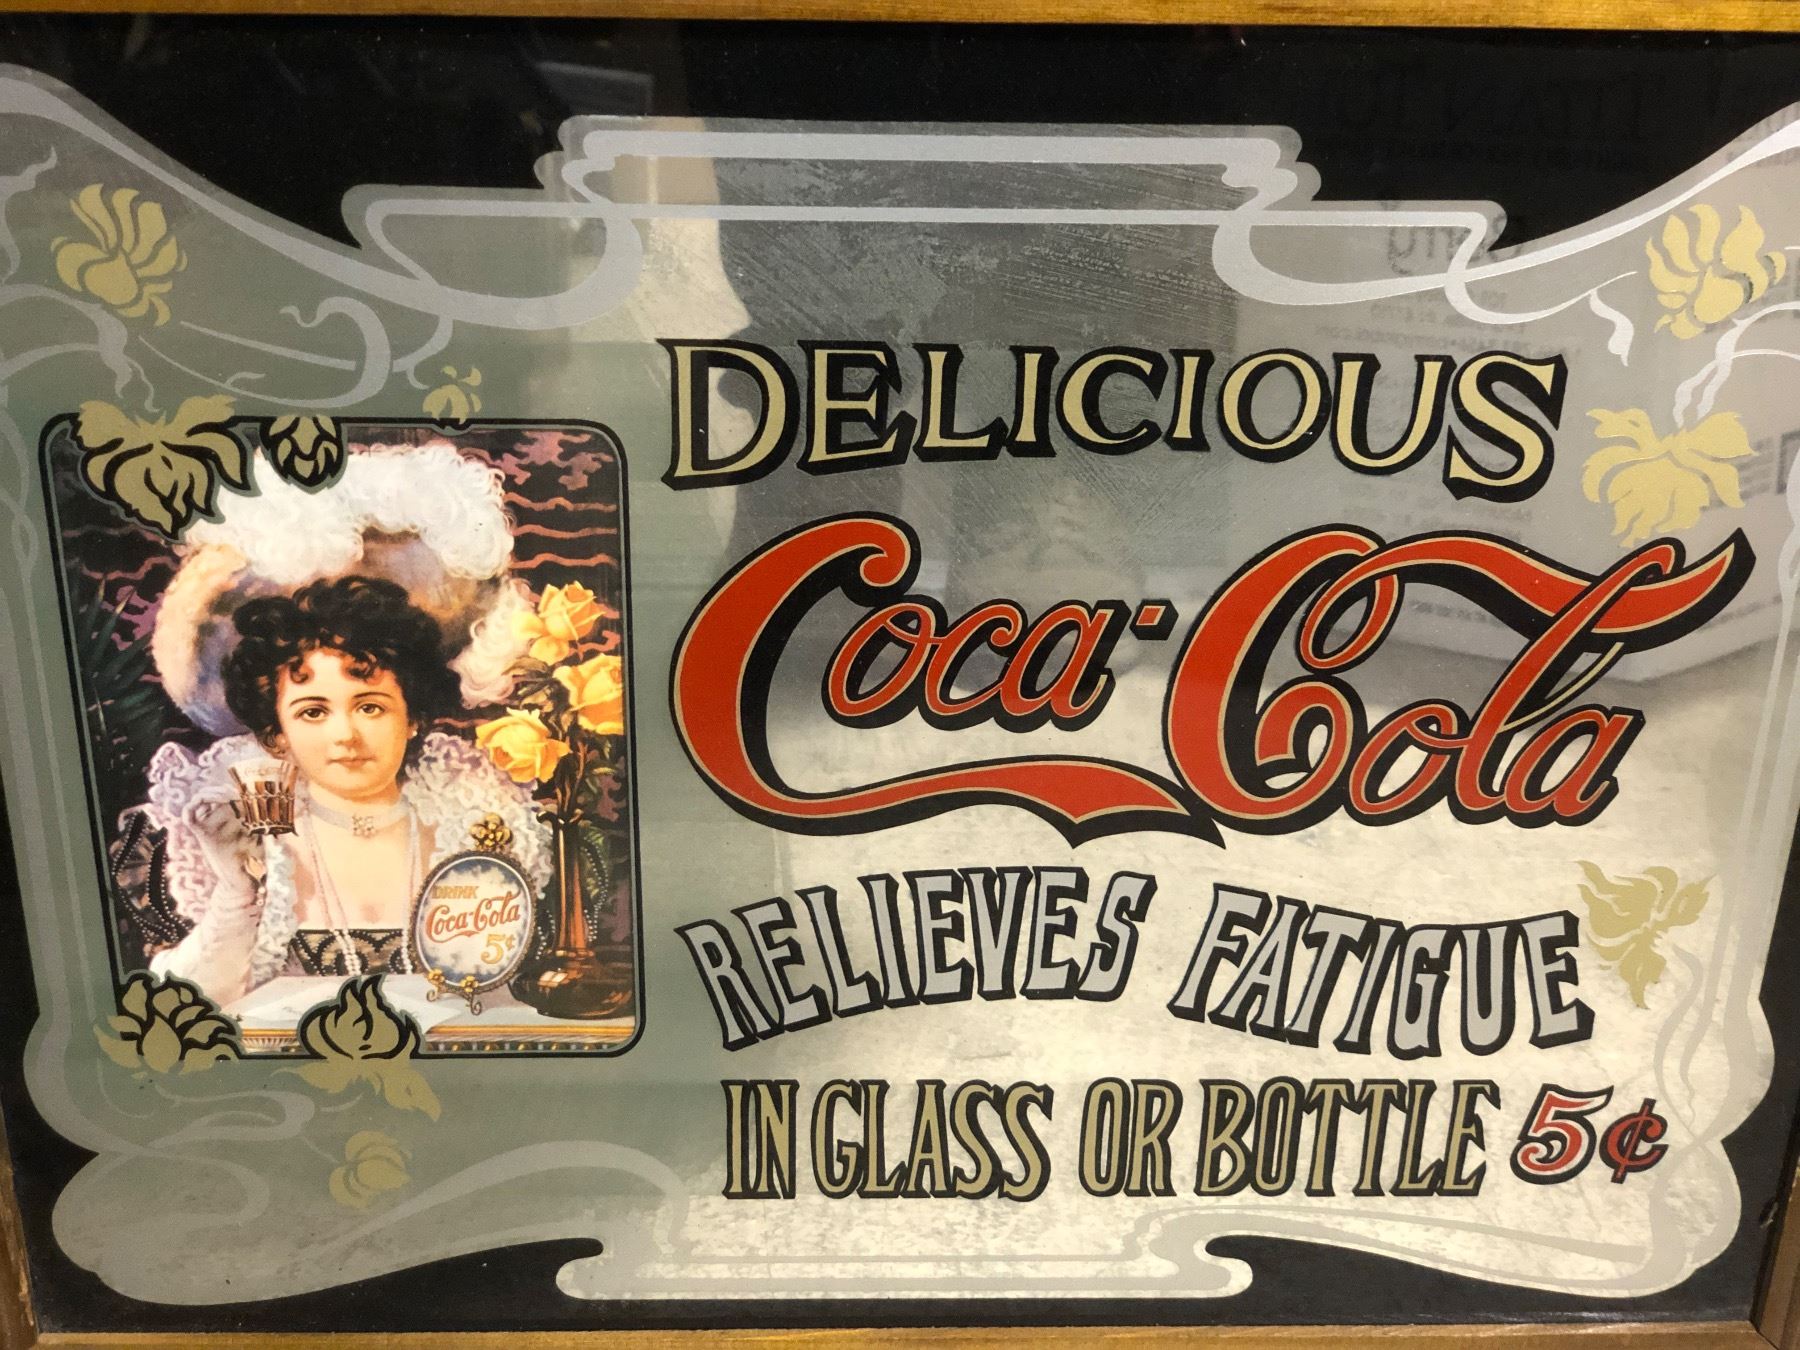 DELICIOUS
Coca-Cola
RELIEVES FATIGUE
IN GLASS OR BOTTLE 5¢
DRINK
Coca-Cola
5¢